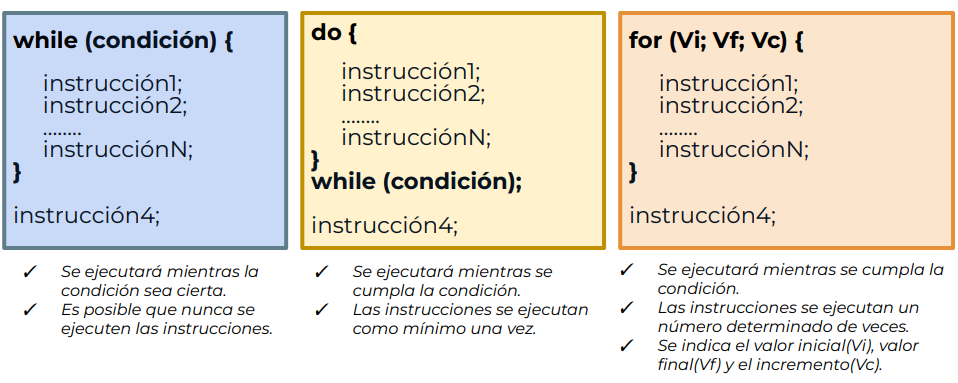 while (condición) {
instrucción1;
instrucción2;
........
instrucciónN;
}
instrucción4;
✓ Se ejecutará mientras la
condición sea cierta.
✓ Es posible que nunca se
ejecuten las instrucciones.
do {
instrucción1;
instrucción2;
........
instrucciónN;
}
while (condición);
instrucción4;
✓ Se ejecutará mientras se
cumpla la condición.
✓ Las instrucciones se ejecutan
como mínimo una vez.
for (Vi; Vf; Vc) {
instrucción1;
instrucción2;
........
instrucciónN;
}
instrucción4;
✓ Se ejecutará mientras se cumpla la
condición.
✓ Las instrucciones se ejecutan un
número determinado de veces.
✓ Se indica el valor inicial(Vi), valor
final(Vf) y el incremento(Vc).